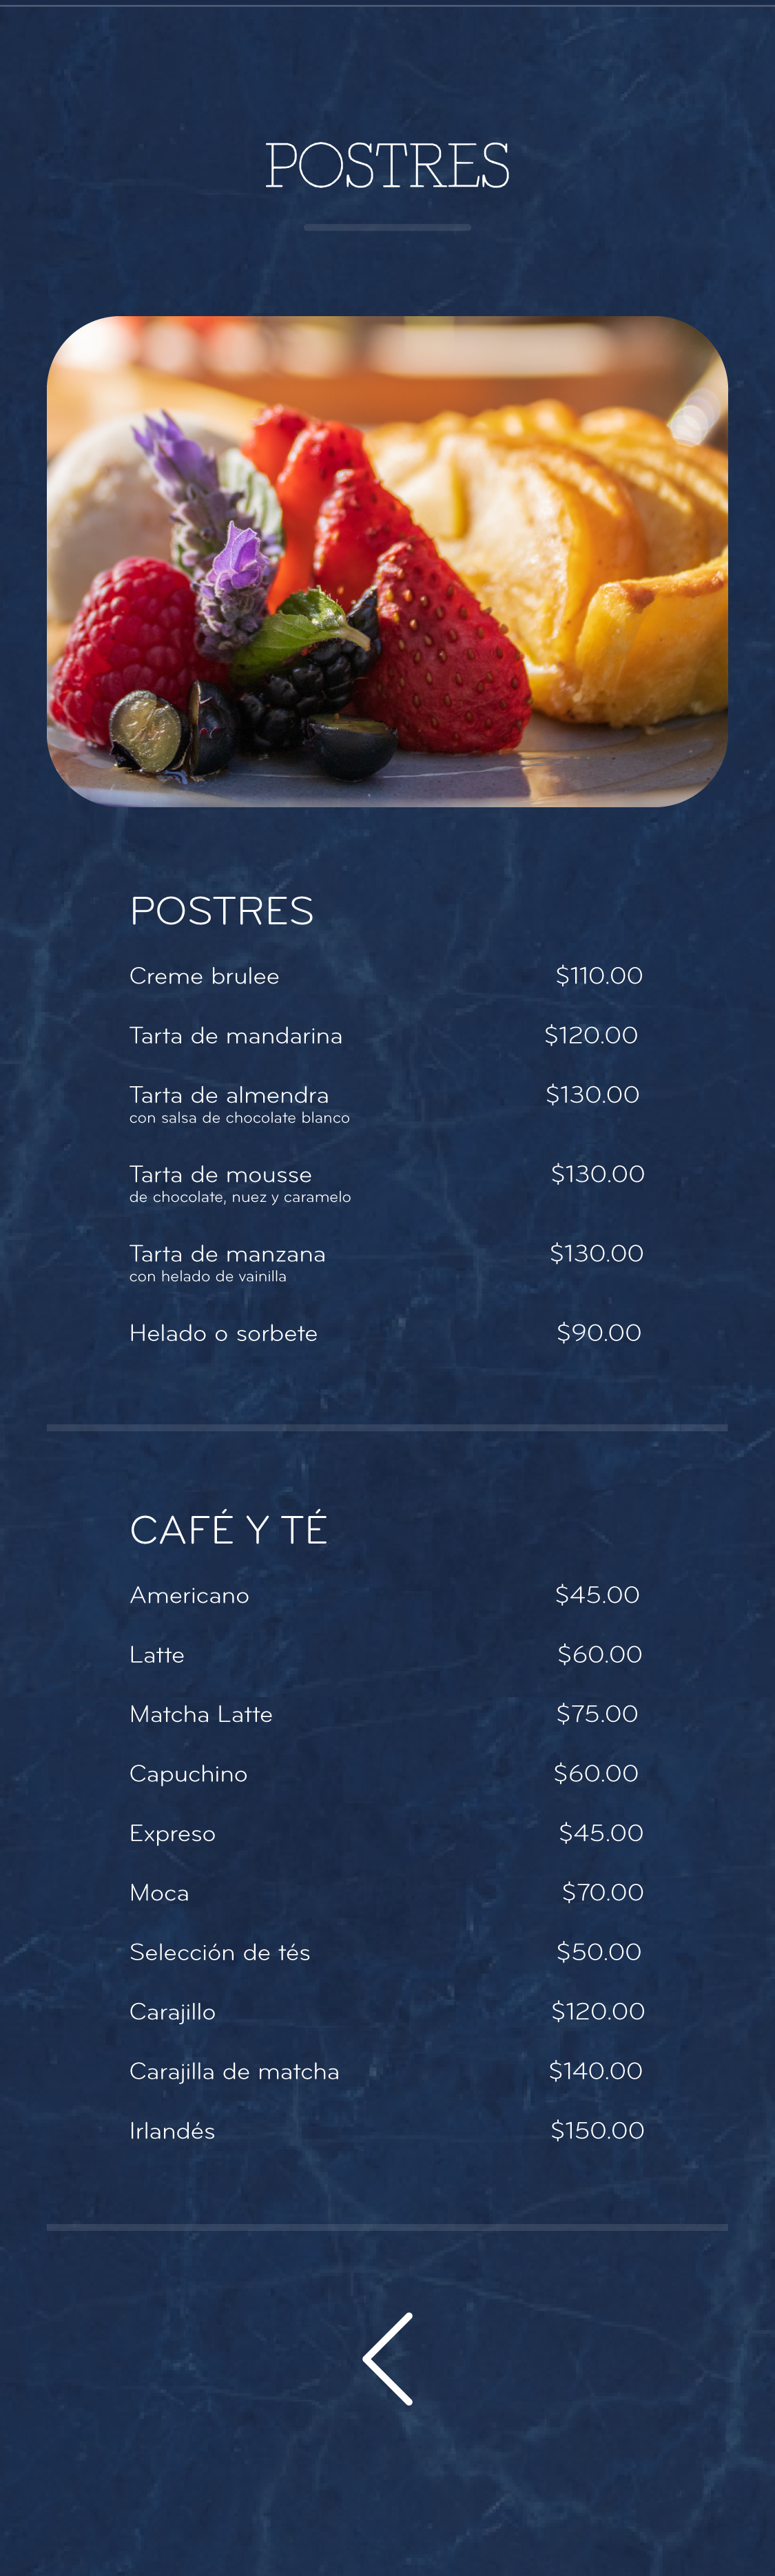 POSTRES
POSTRES
Creme brulee $110.00
Tarta de mandarina $120.00
Tarta de almendra $130.00
con salsa de chocolate blanco
Tarta de mousse $130.00
de chocolate, nuez y caramelo
Tarta de manzana $130.00
con helado de vainilla
Helado o sorbete $90.00
CAFÉ Y TÉ
Americano $45.00
Latte $60.00
Matcha Latte $75.00
Capuchino $60.00
Expreso $45.00
Moca $70.00
Selección de tés $50.00
Carajillo $120.00
Carajilla de matcha $140.00
Irlandés $150.00